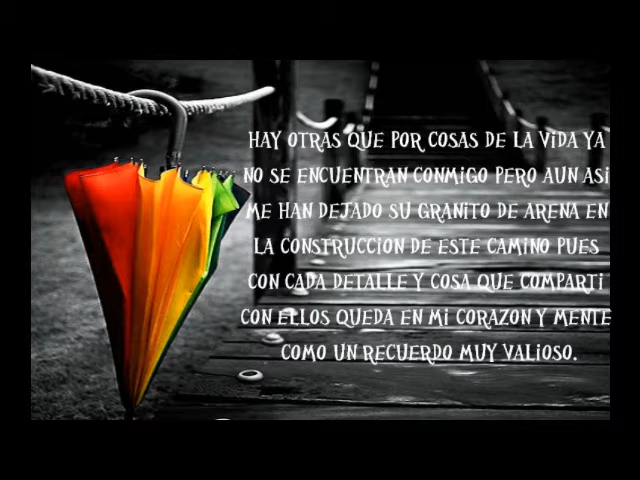 HAY OTRAS QUE POR COSAS DE LA VIDA YA
NO SE ENCUENTRAN CONMIGO PERO AUN ASI
ME HAN DEJADO SU GRANITO DE ARENA EN
LA CONSTRUCCION DE ESTE CAMINO PUES
CON CADA DETALLE Y COSA QUE COMPARTI
CON ELLOS QUEDA EN MI CORAZON Y MENTE
COMO UN RECUERDO MUY VALIOSO.